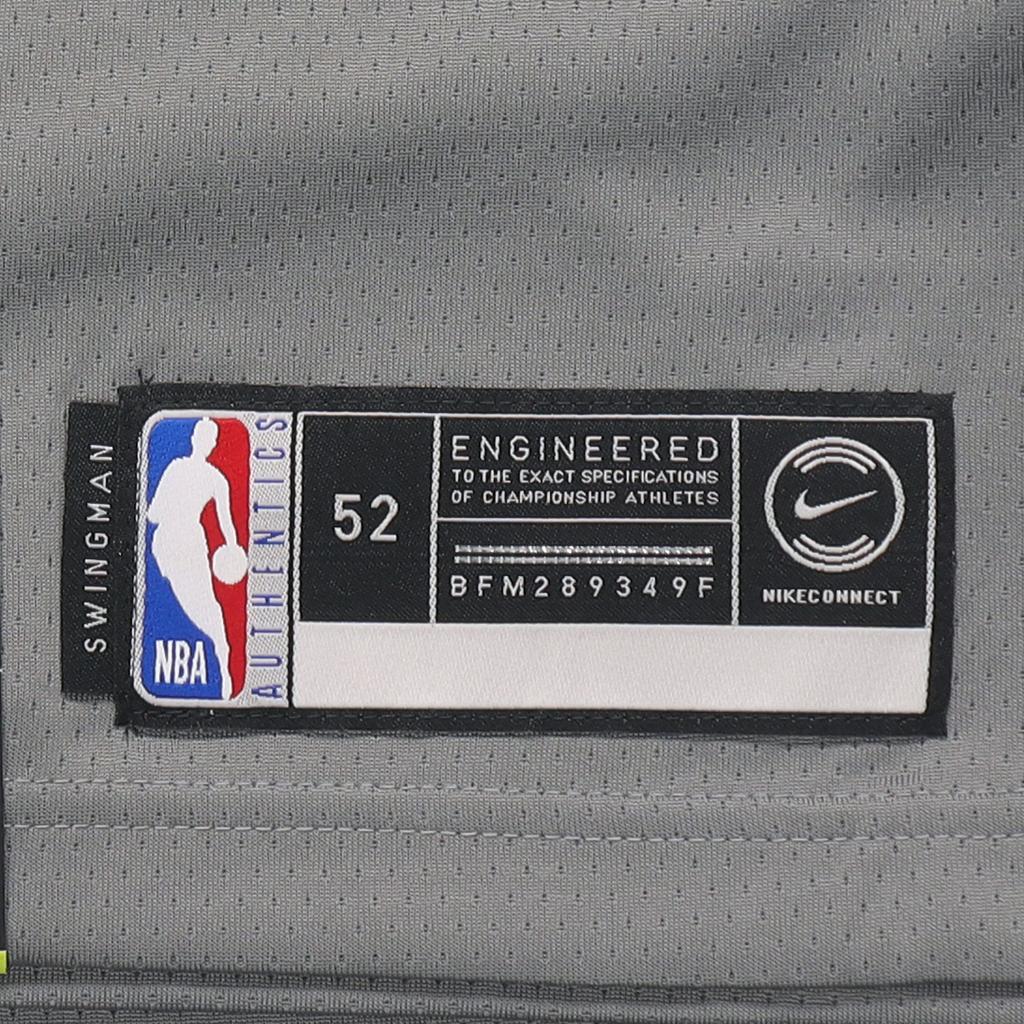 SWINGMAN
NBA
AUTHENTICS
52
ENGINEERED
TO THE EXACT SPECIFICATIONS
OF CHAMPIONSHIP ATHLETES
BFM289349F
NIKECONNECT